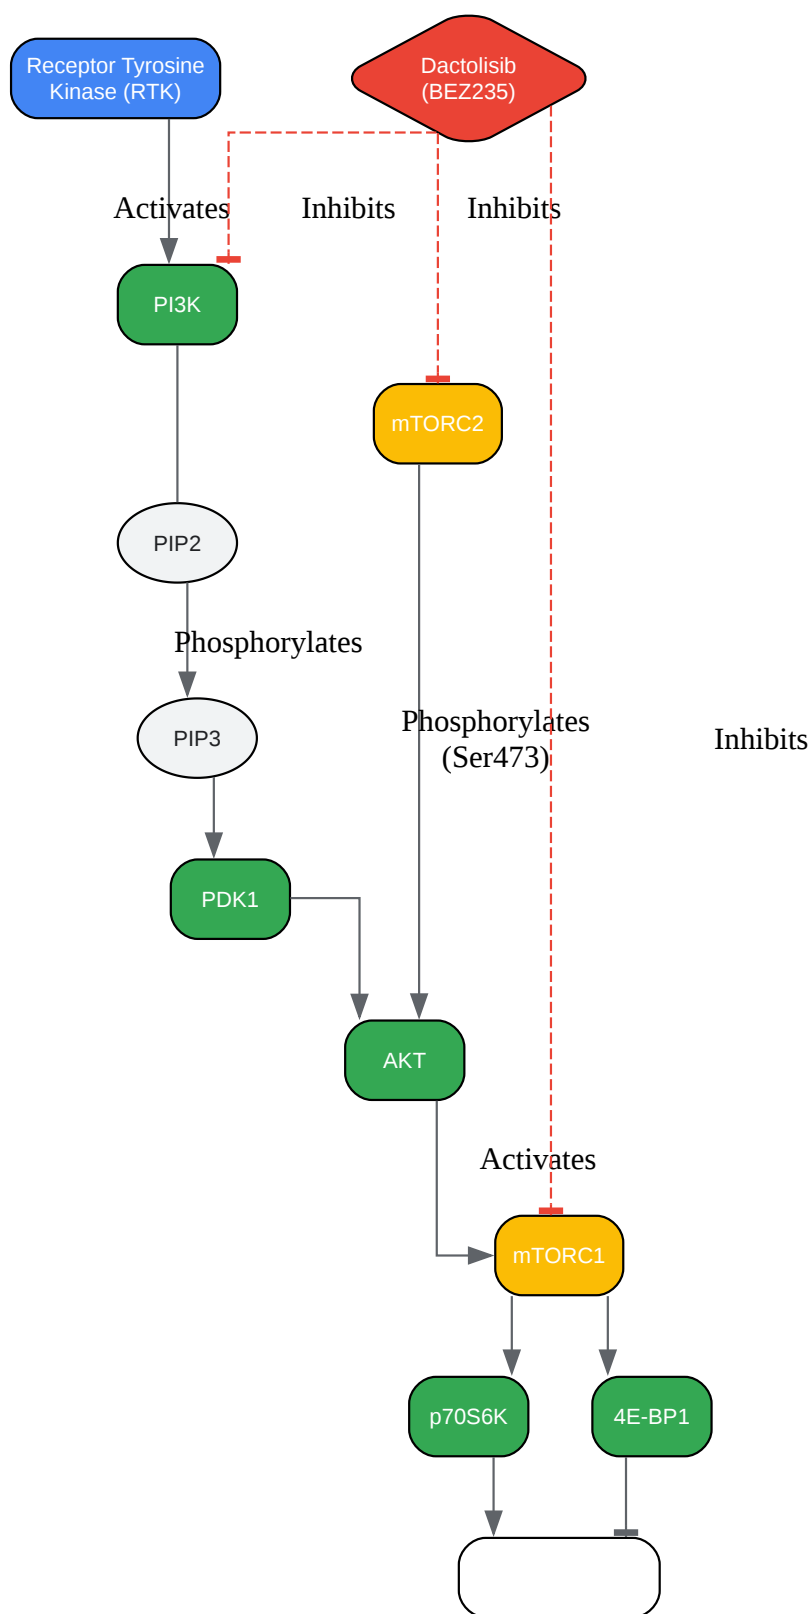 Receptor Tyrosine
Kinase (RTK)
Dactolisib
(BEZ235)
Activates
Inhibits
Inhibits
PI3K
mTORC2
PIP2
Phosphorylates
Phosphorylates
(Ser473)
Inhibits
PIP3
PDK1
AKT
Activates
mTORC1
p70S6K
4E-BP1